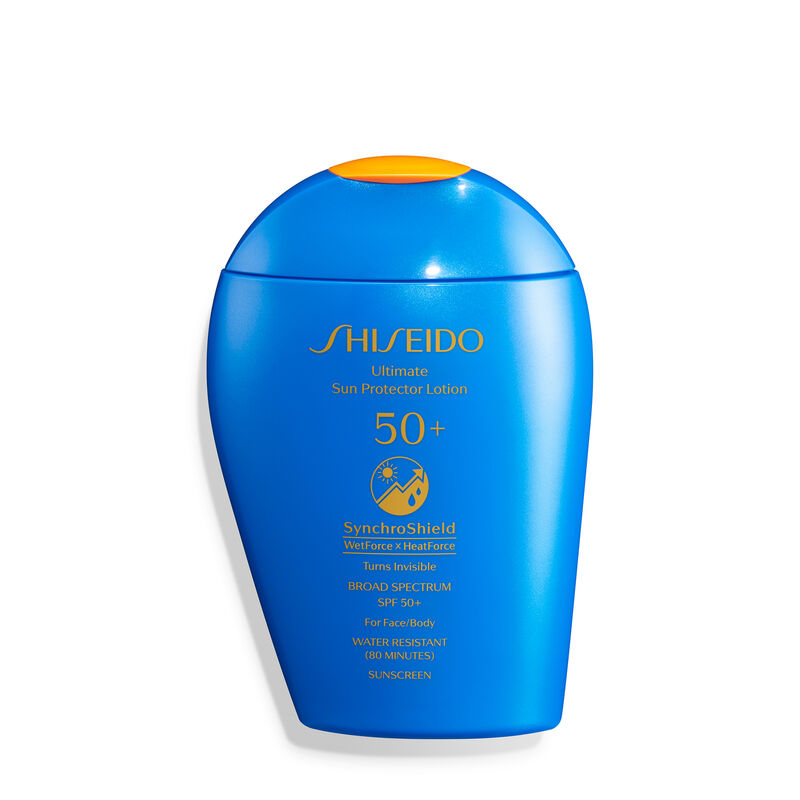 SHISEIDO
Ultimate
Sun Protector Lotion
50+
SynchroShield
WetForce × HeatForce
Turns Invisible
BROAD SPECTRUM
SPF 50+
For Face/Body
WATER RESISTANT
(80 MINUTES)
SUNSCREEN